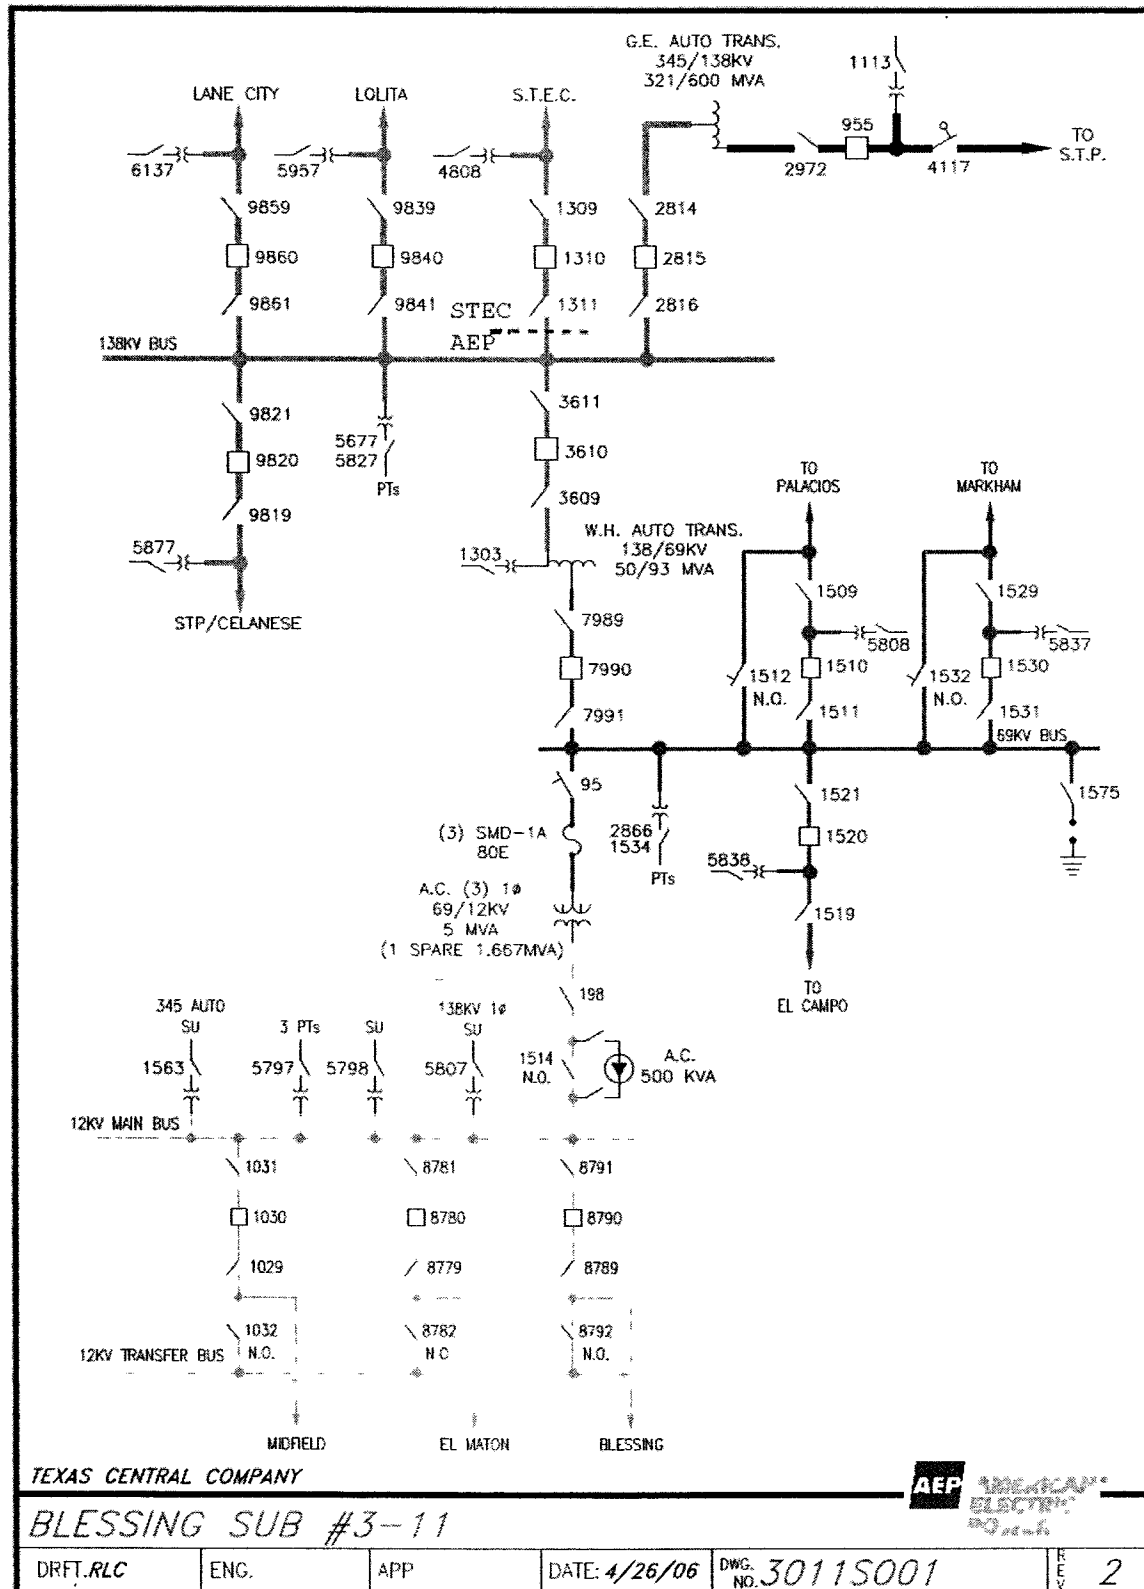 G.E. AUTO TRANS.
345/138KV
321/600 MVA
1113
LANE CITY
LOLITA
S.T.E.C.
955
TO
S.T.P.
6137
5957
4808
2972
4117
9859
9839
1309
2814
9860
9840
1310
2815
9861
9841
STEC
1311
2816
AEP
138KV BUS
9821
3611
5677
5827
PTs
9820
3610
9819
3609
TO
PALACIOS
TO
MARKHAM
5877
1303
W.H. AUTO TRANS.
138/69KV
50/93 MVA
STP/CELANESE
7989
1509
1529
5808
5837
7990
1512
N.O.
1510
1532
N.O.
1530
7991
1511
1531
69KV BUS
95
1521
1575
(3) SMD-1A
80E
2866
1534
PTs
1520
5838
A.C. (3) 1ø
69/12KV
5 MVA
(1 SPARE 1.667MVA)
1519
TO
EL CAMPO
198
345 AUTO
SU
3 PTs
SU
138KV 1ø
SU
1563
5797
5798
5807
1514
N.O.
A.C.
500 KVA
12KV MAIN BUS
1031
8781
8791
1030
8780
8790
1029
8779
8789
1032
N.O.
8782
N O
8792
N.O.
12KV TRANSFER BUS
MIDFIELD
EL MATON
BLESSING
TEXAS CENTRAL COMPANY
AEP
AMERICAN
ELECTRIC
POWER
BLESSING SUB #3-11
DRFT.RLC
ENG.
APP
DATE: 4/26/06
DWG. NO. 3011S001
REV 2